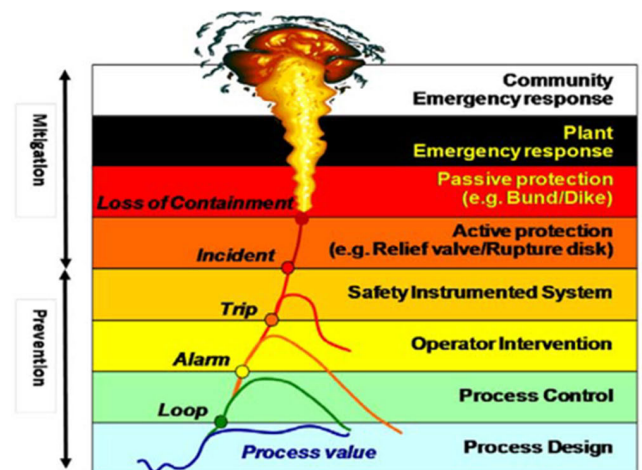 Community
Emergency response
Plant
Emergency response
Passive protection
(e.g. Bund/Dike)
Loss of Containment
Active protection
(e.g. Relief valve/Rupture disk)
Incident
Safety Instrumented System
Trip
Operator Intervention
Alarm
Process Control
Loop
Process value
Process Design
Mitigation
Prevention